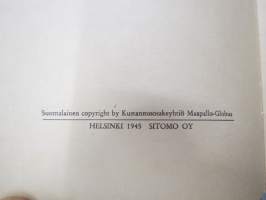 Suomalainen copyright by Kustannusosakeyhtiö Maapallo-Globus
HELSINKI 1945 SITOMO OY